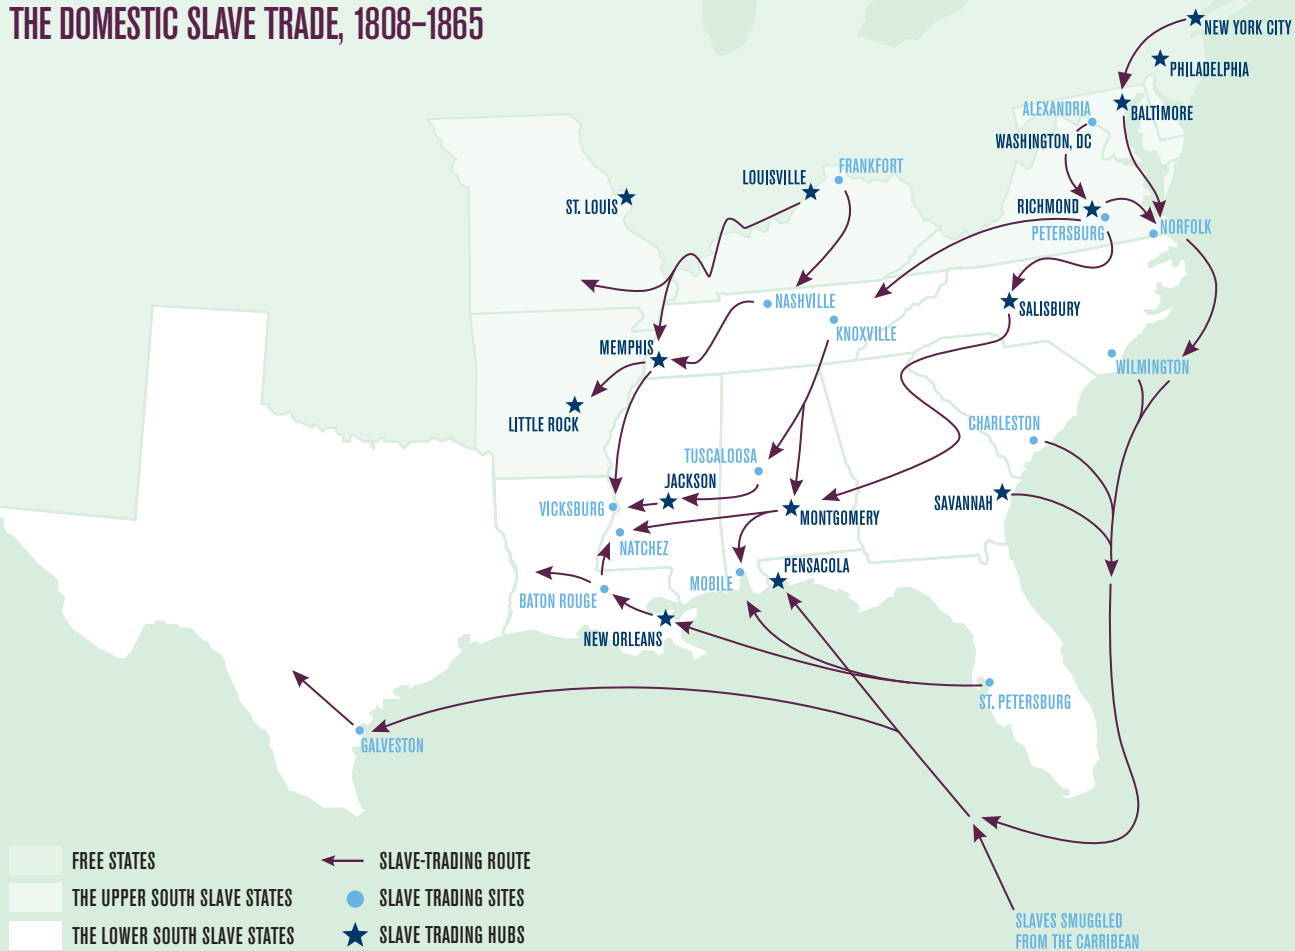 THE DOMESTIC SLAVE TRADE, 1808–1865
NEW YORK CITY
PHILADELPHIA
ALEXANDRIA
BALTIMORE
WASHINGTON, DC
FRANKFORT
LOUISVILLE
ST. LOUIS
RICHMOND
PETERSBURG
NORFOLK
NASHVILLE
SALISBURY
KNOXVILLE
MEMPHIS
WILMINGTON
LITTLE ROCK
CHARLESTON
TUSCALOOSA
JACKSON
SAVANNAH
VICKSBURG
MONTGOMERY
NATCHEZ
PENSACOLA
MOBILE
BATON ROUGE
NEW ORLEANS
ST. PETERSBURG
GALVESTON
FREE STATES
THE UPPER SOUTH SLAVE STATES
THE LOWER SOUTH SLAVE STATES
SLAVE-TRADING ROUTE
SLAVE TRADING SITES
SLAVE TRADING HUBS
SLAVES SMUGGLED
FROM THE CARRIBEAN